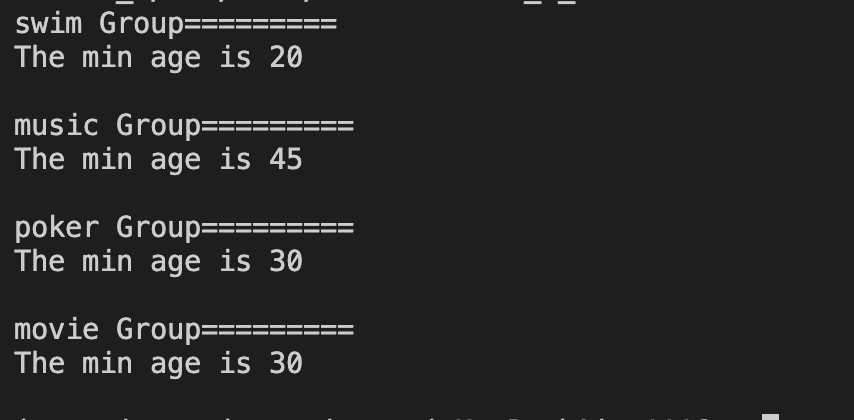 swim Group=========
The min age is 20
music Group=========
The min age is 45
poker Group=========
The min age is 30
movie Group=========
The min age is 30